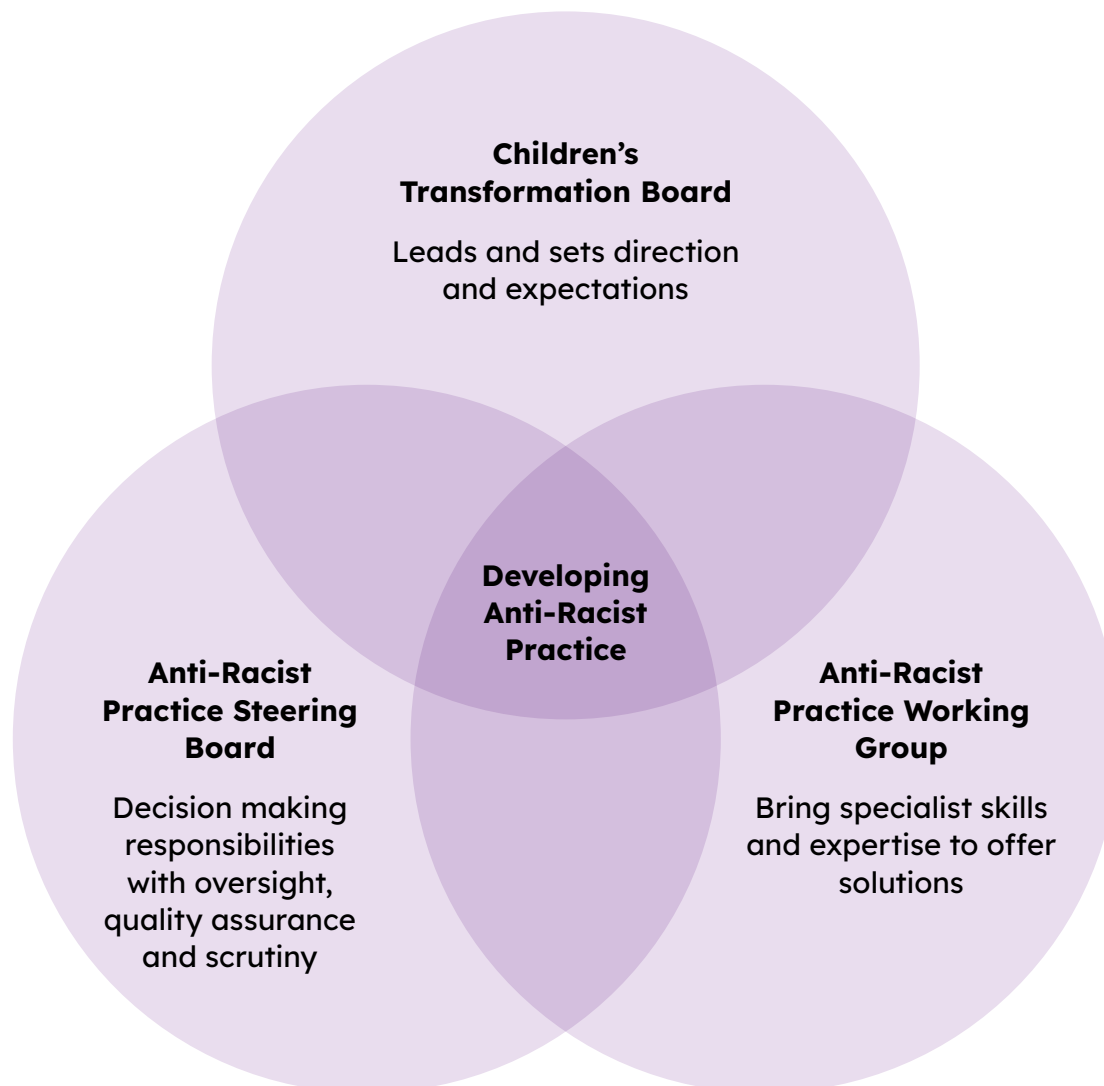 Children’s
Transformation Board
Leads and sets direction
and expectations
Developing
Anti-Racist
Practice
Anti-Racist
Practice Steering
Board
Decision making
responsibilities
with oversight,
quality assurance
and scrutiny
Anti-Racist
Practice Working
Group
Bring specialist skills
and expertise to offer
solutions